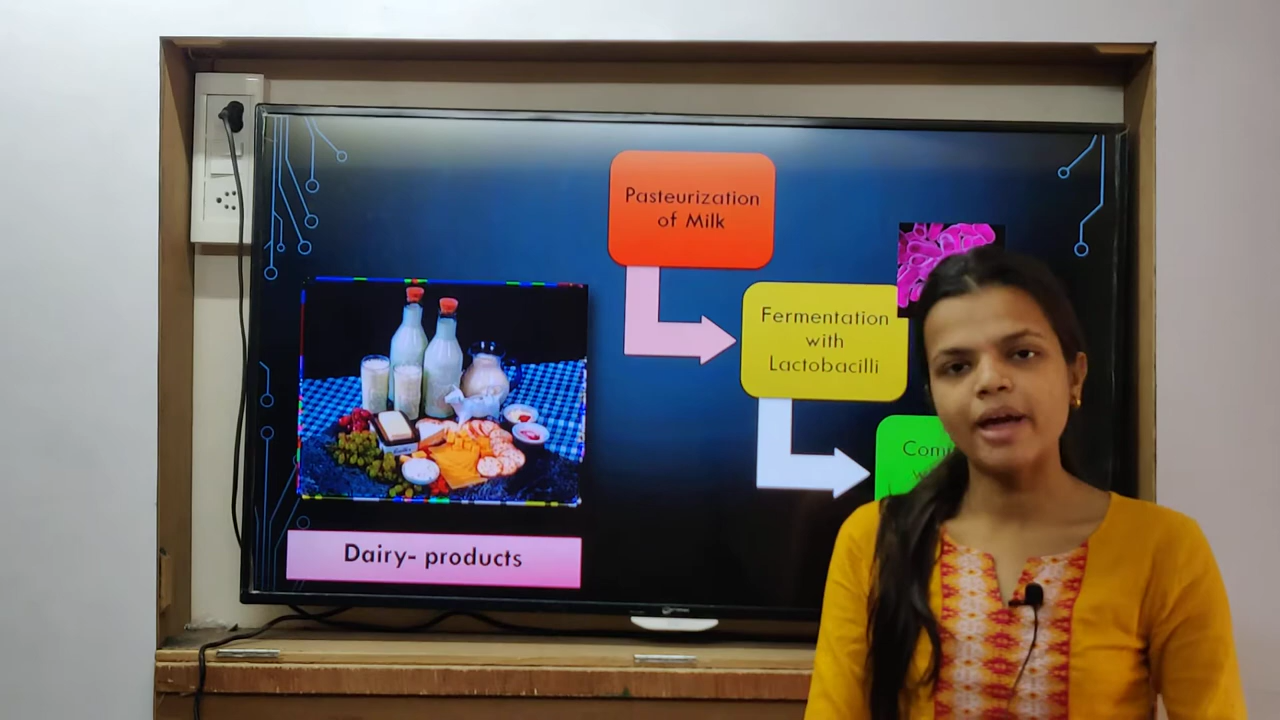 Pasteurization
of Milk
Fermentation
with
Lactobacilli
Dairy- products